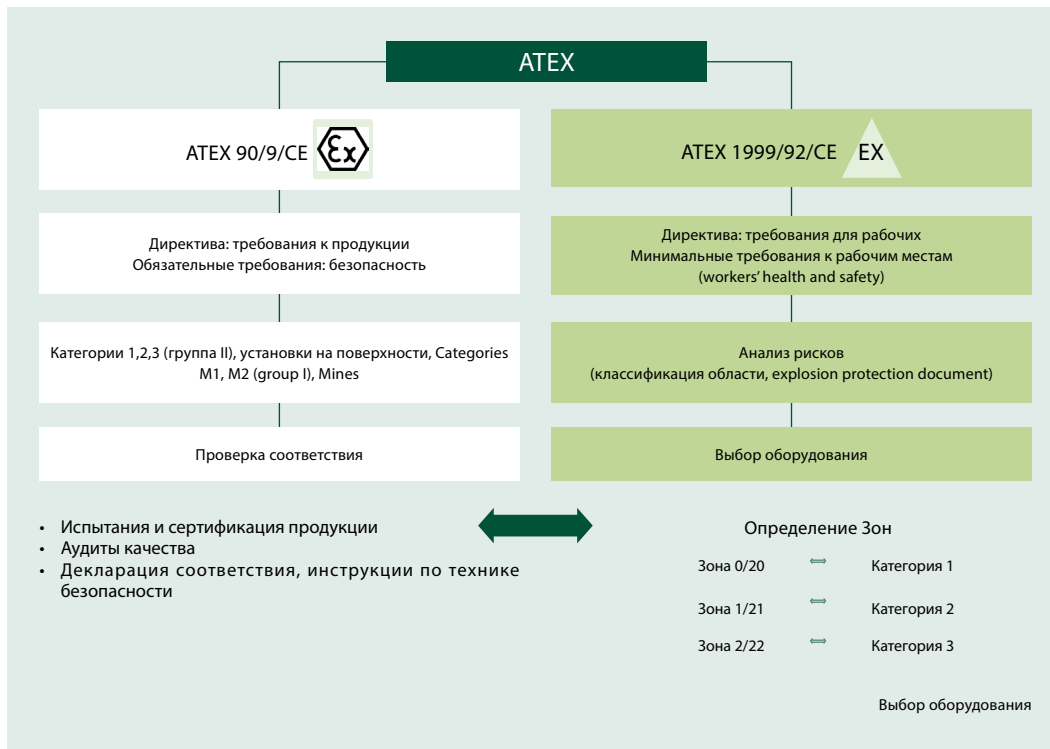 ATEX
ATEX 90/9/CE
Ex
Директива: требования к продукции
Обязательные требования: безопасность
Категории 1,2,3 (группа II), установки на поверхности, Categories
M1, M2 (group I), Mines
Проверка соответствия
• Испытания и сертификация продукции
• Аудиты качества
• Декларация соответствия, инструкции по технике
безопасности
ATEX 1999/92/CE
EX
Директива: требования для рабочих
Минимальные требования к рабочим местам
(workers’ health and safety)
Анализ рисков
(классификация области, explosion protection document)
Выбор оборудования
Определение Зон
Зона 0/20 Категория 1
Зона 1/21 Категория 2
Зона 2/22 Категория 3
Выбор оборудования